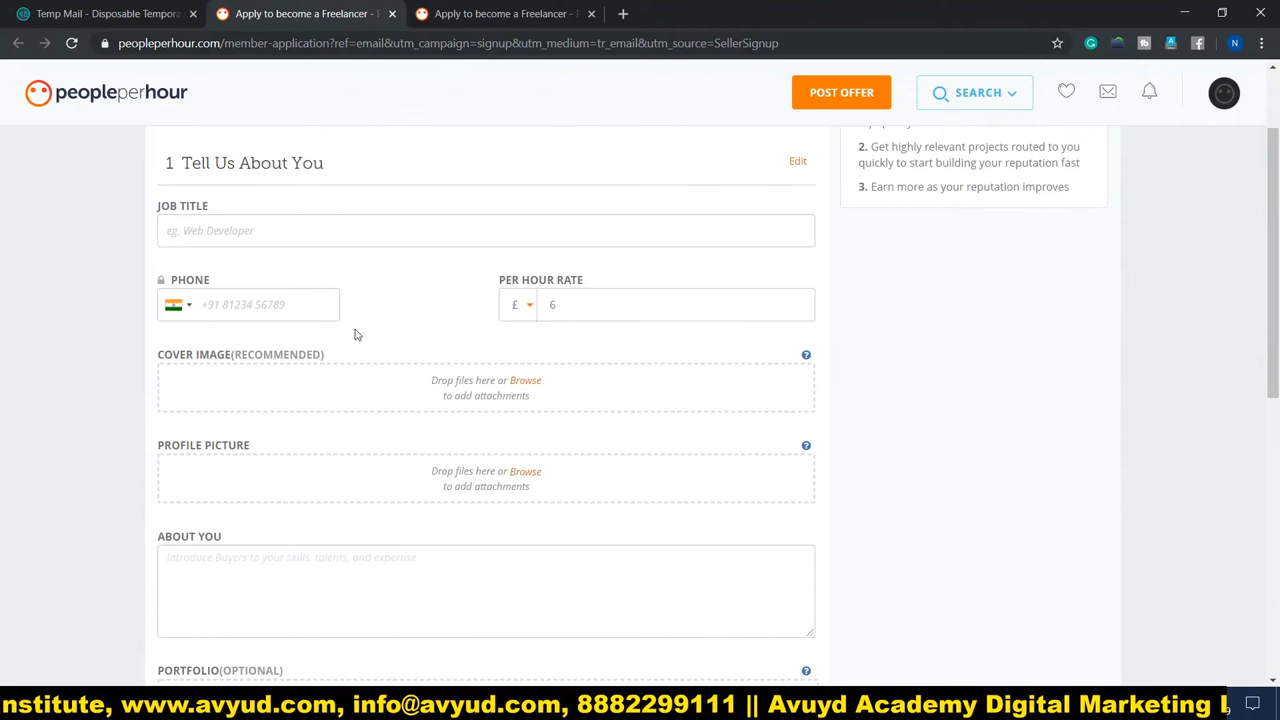 Temp Mail - Disposable Tempora
Apply to become a Freelancer -
Apply to become a Freelancer -
peopleperhour.com/member-application?ref=email&utm_campaign=signup&utm_medium=tr_email&utm_source=SellerSignup
N
peopleperhour
POST OFFER
SEARCH
1 Tell Us About You
Edit
JOB TITLE
eg. Web Developer
PHONE
+91 81234 56789
PER HOUR RATE
£
6
COVER IMAGE(RECOMMENDED)
Drop files here or Browse
to add attachments
PROFILE PICTURE
Drop files here or Browse
to add attachments
ABOUT YOU
Introduce Buyers to your skills, talents, and expertise
PORTFOLIO(OPTIONAL)
2. Get highly relevant projects routed to you
quickly to start building your reputation fast
3. Earn more as your reputation improves
nstitute, www.avyud.com, info@avyud.com, 8882299111 || Avuyd Academy Digital Marketing